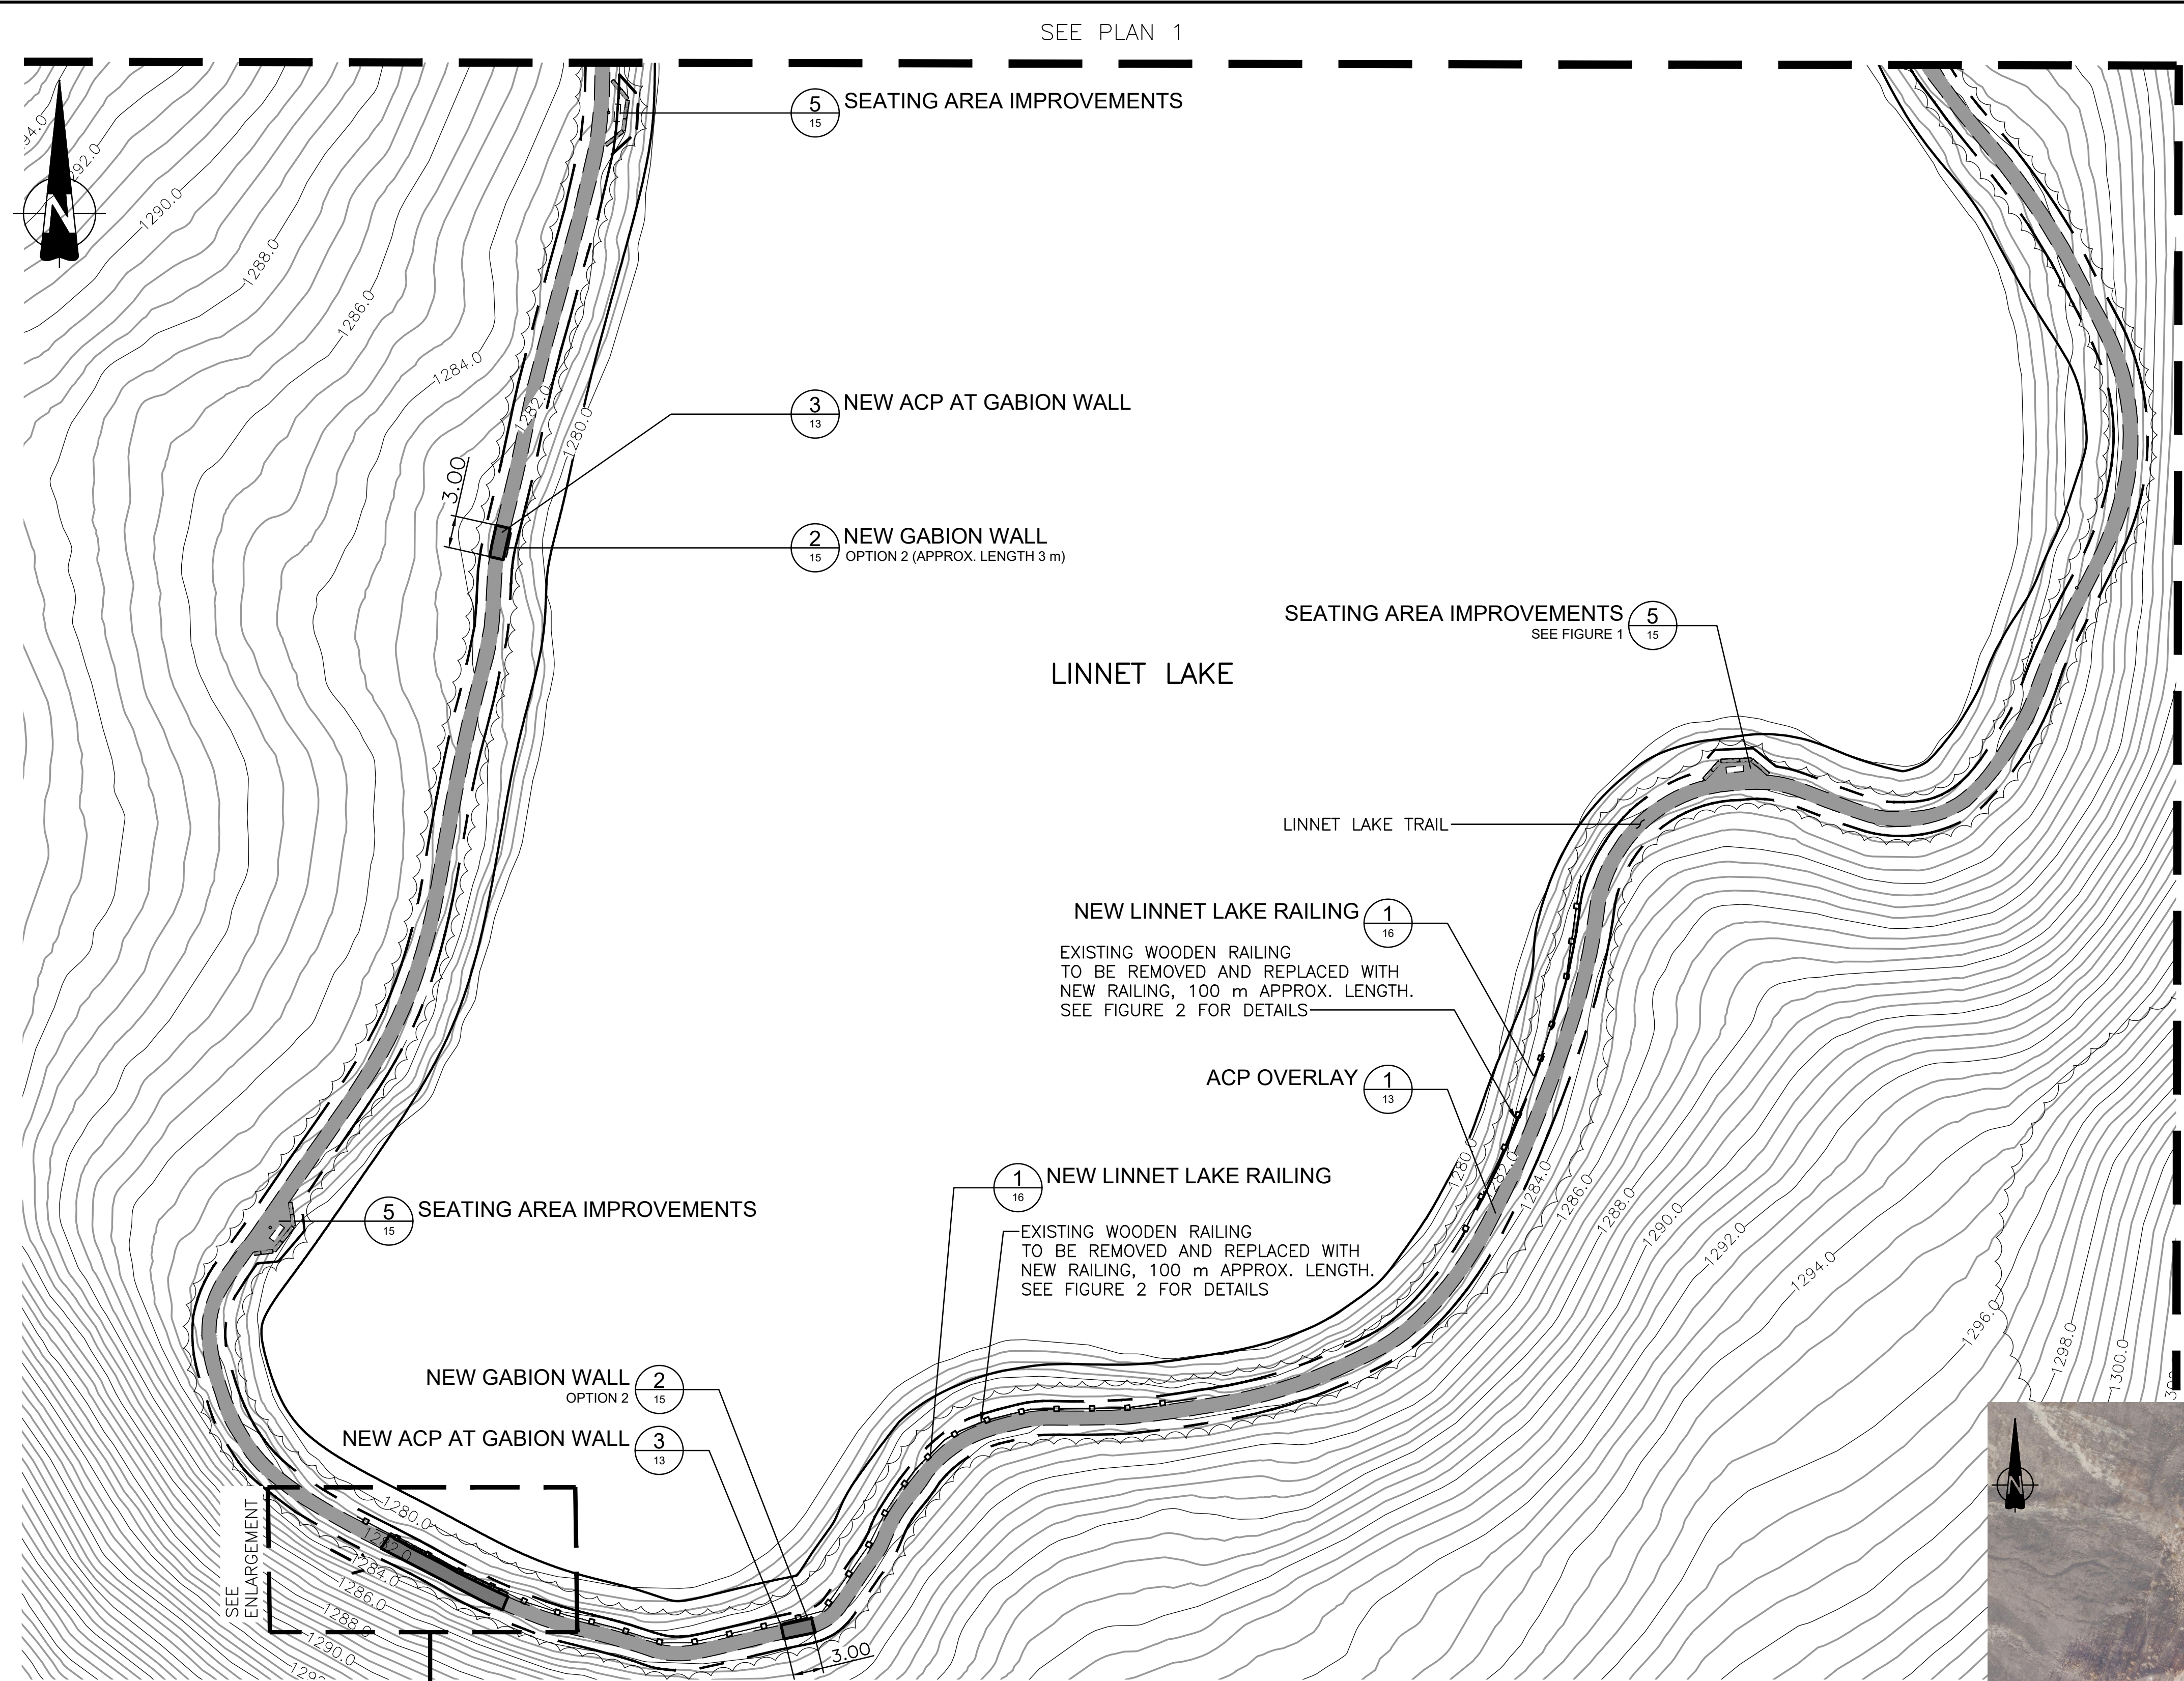 SEE PLAN 1
5
15
SEATING AREA IMPROVEMENTS
N
1292.0
1290.0
1288.0
1286.0
1284.0
1282.0
1280.0
3
13
NEW ACP AT GABION WALL
3.00
2
15
NEW GABION WALL
OPTION 2 (APPROX. LENGTH 3 m)
SEATING AREA IMPROVEMENTS
SEE FIGURE 1
5
15
LINNET LAKE
LINNET LAKE TRAIL
NEW LINNET LAKE RAILING
1
16
EXISTING WOODEN RAILING
TO BE REMOVED AND REPLACED WITH
NEW RAILING, 100 m APPROX. LENGTH.
SEE FIGURE 2 FOR DETAILS
ACP OVERLAY
1
13
1282.0
1284.0
1286.0
1288.0
1290.0
1292.0
1294.0
1296.0
1298.0
1300.0
1
16
NEW LINNET LAKE RAILING
EXISTING WOODEN RAILING
TO BE REMOVED AND REPLACED WITH
NEW RAILING, 100 m APPROX. LENGTH.
SEE FIGURE 2 FOR DETAILS
5
15
SEATING AREA IMPROVEMENTS
NEW GABION WALL
OPTION 2
2
15
NEW ACP AT GABION WALL
3
13
SEE
ENLARGEMENT
1280.0
1282.0
1284.0
1286.0
1288.0
1290.0
3.00
N